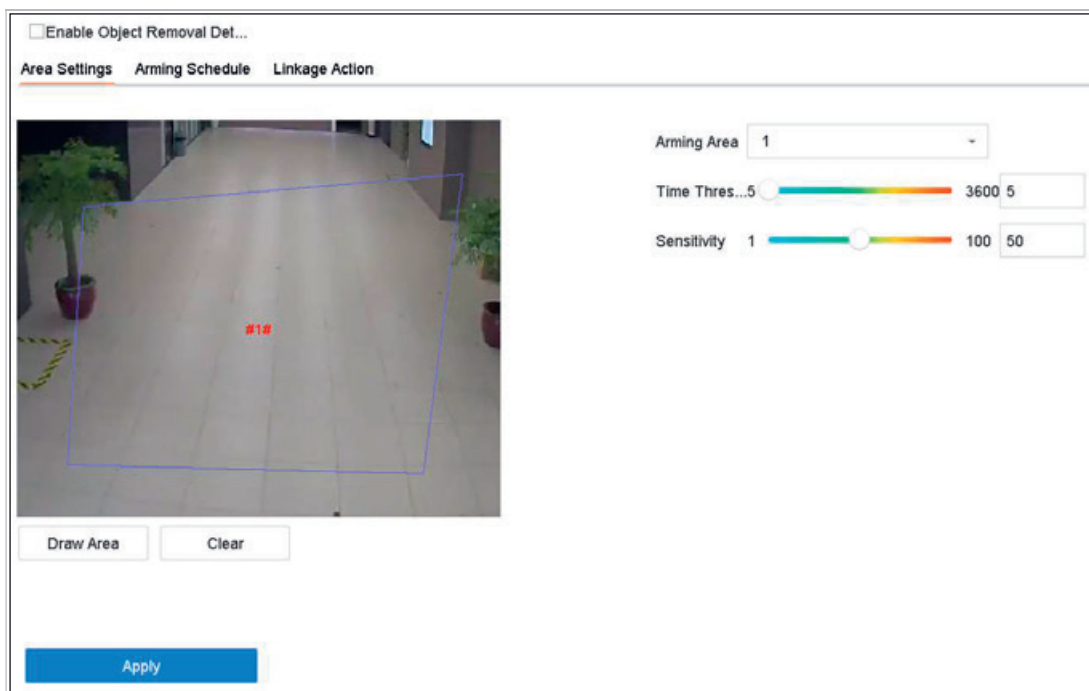 Enable Object Removal Det...
Area Settings Arming Schedule Linkage Action
Arming Area 1
Time Thres...5 3600 5
Sensitivity 1 100 50
#1#
Draw Area Clear
Apply